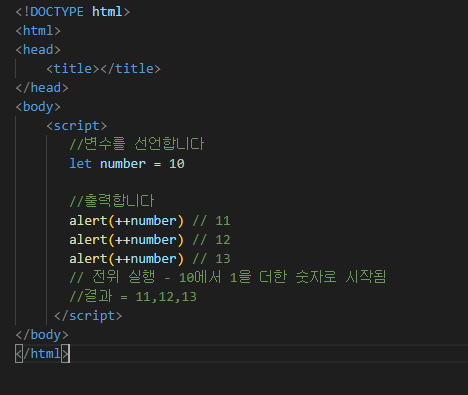 <!DOCTYPE html>
<html>
<head>
    <title></title>
</head>
<body>
    <script>
       //변수를 선언합니다
       let number = 10

       //출력합니다
       alert(++number) // 11
       alert(++number) // 12
       alert(++number) // 13
       // 전위 실행 - 10에서 1을 더한 숫자로 시작됨
       //결과 = 11,12,13
     </script>
</body>
</html>